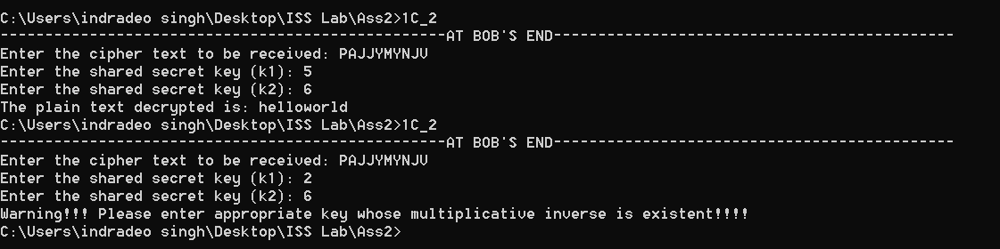 C:\Users\indradeo singh\Desktop\ISS Lab\Ass2>1C_2
--------------------------------------------------AT BOB'S END---------------------------------------------
Enter the cipher text to be received: PAJJYMYNJV
Enter the shared secret key (k1): 5
Enter the shared secret key (k2): 6
The plain text decrypted is: helloworld
C:\Users\indradeo singh\Desktop\ISS Lab\Ass2>1C_2
--------------------------------------------------AT BOB'S END---------------------------------------------
Enter the cipher text to be received: PAJJYMYNJV
Enter the shared secret key (k1): 2
Enter the shared secret key (k2): 6
Warning!!! Please enter appropriate key whose multiplicative inverse is existent!!!!
C:\Users\indradeo singh\Desktop\ISS Lab\Ass2>